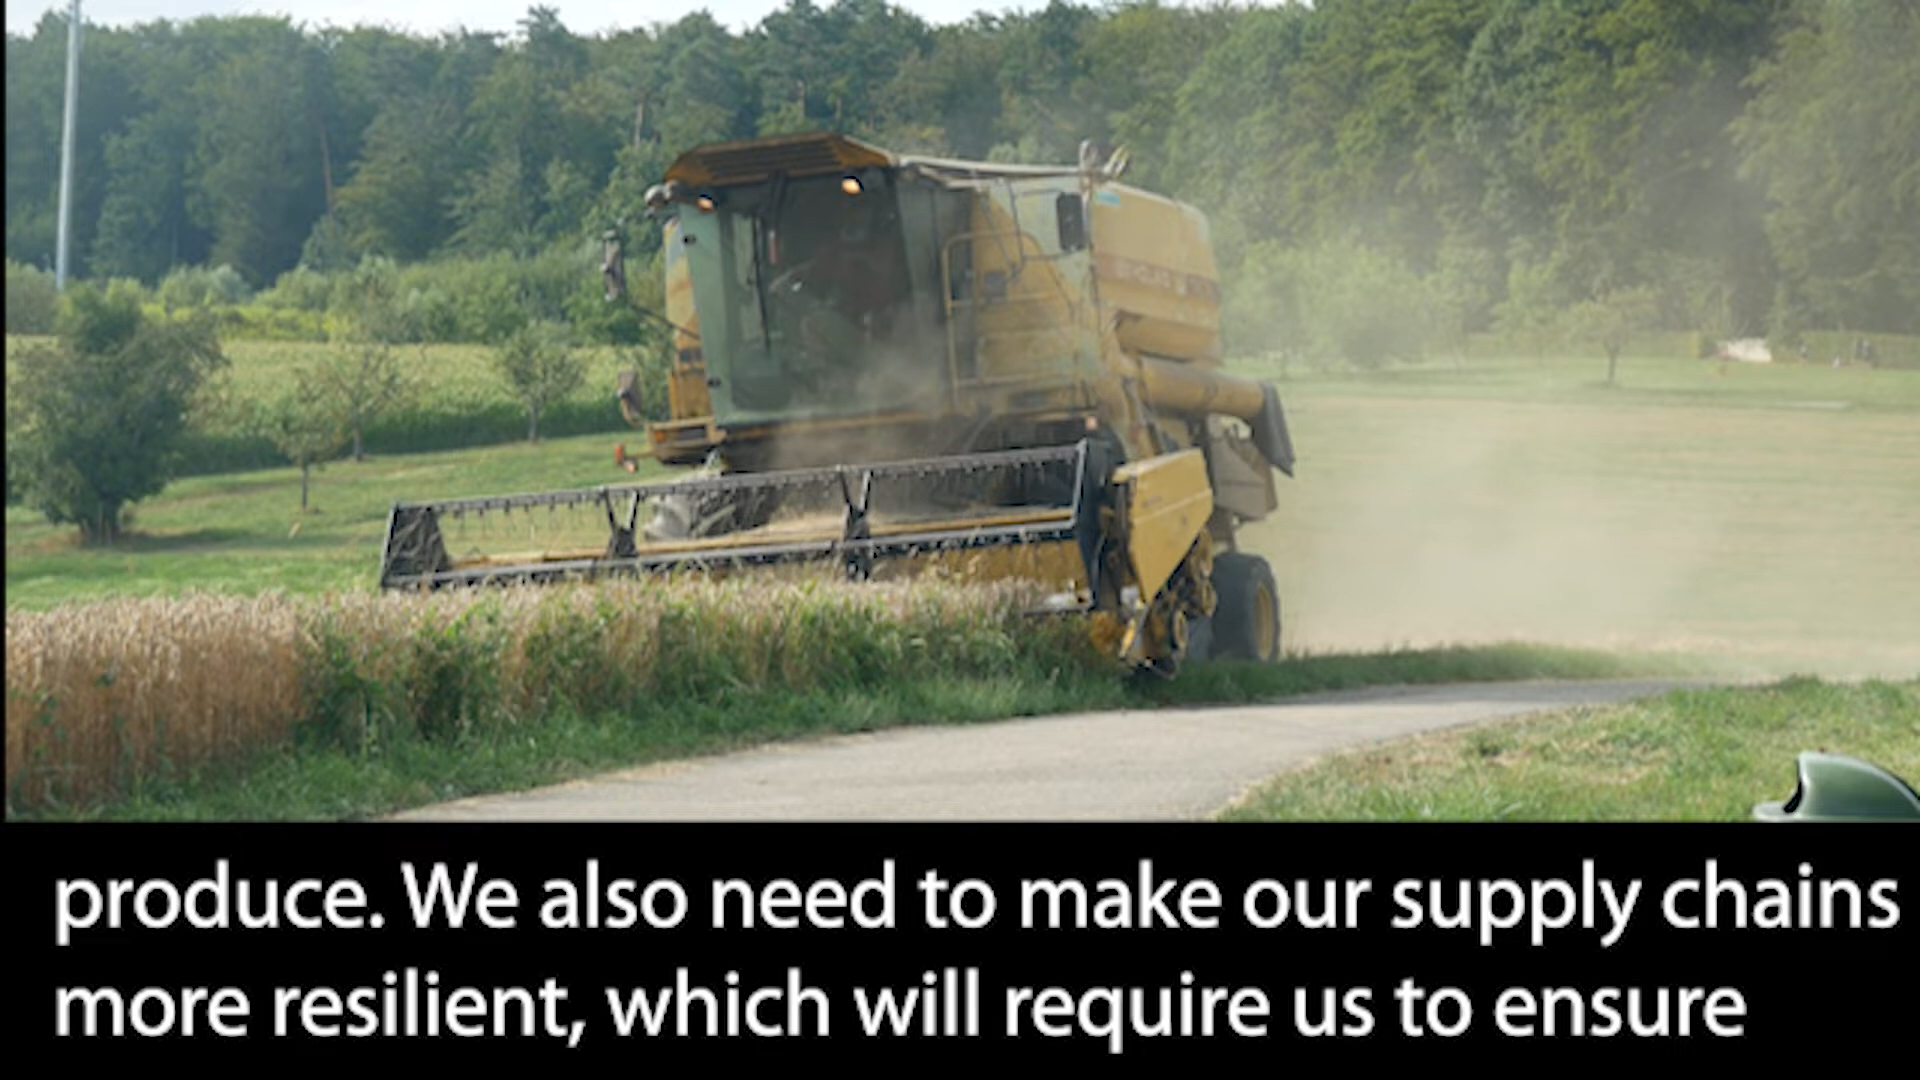 produce. We also need to make our supply chains
more resilient, which will require us to ensure